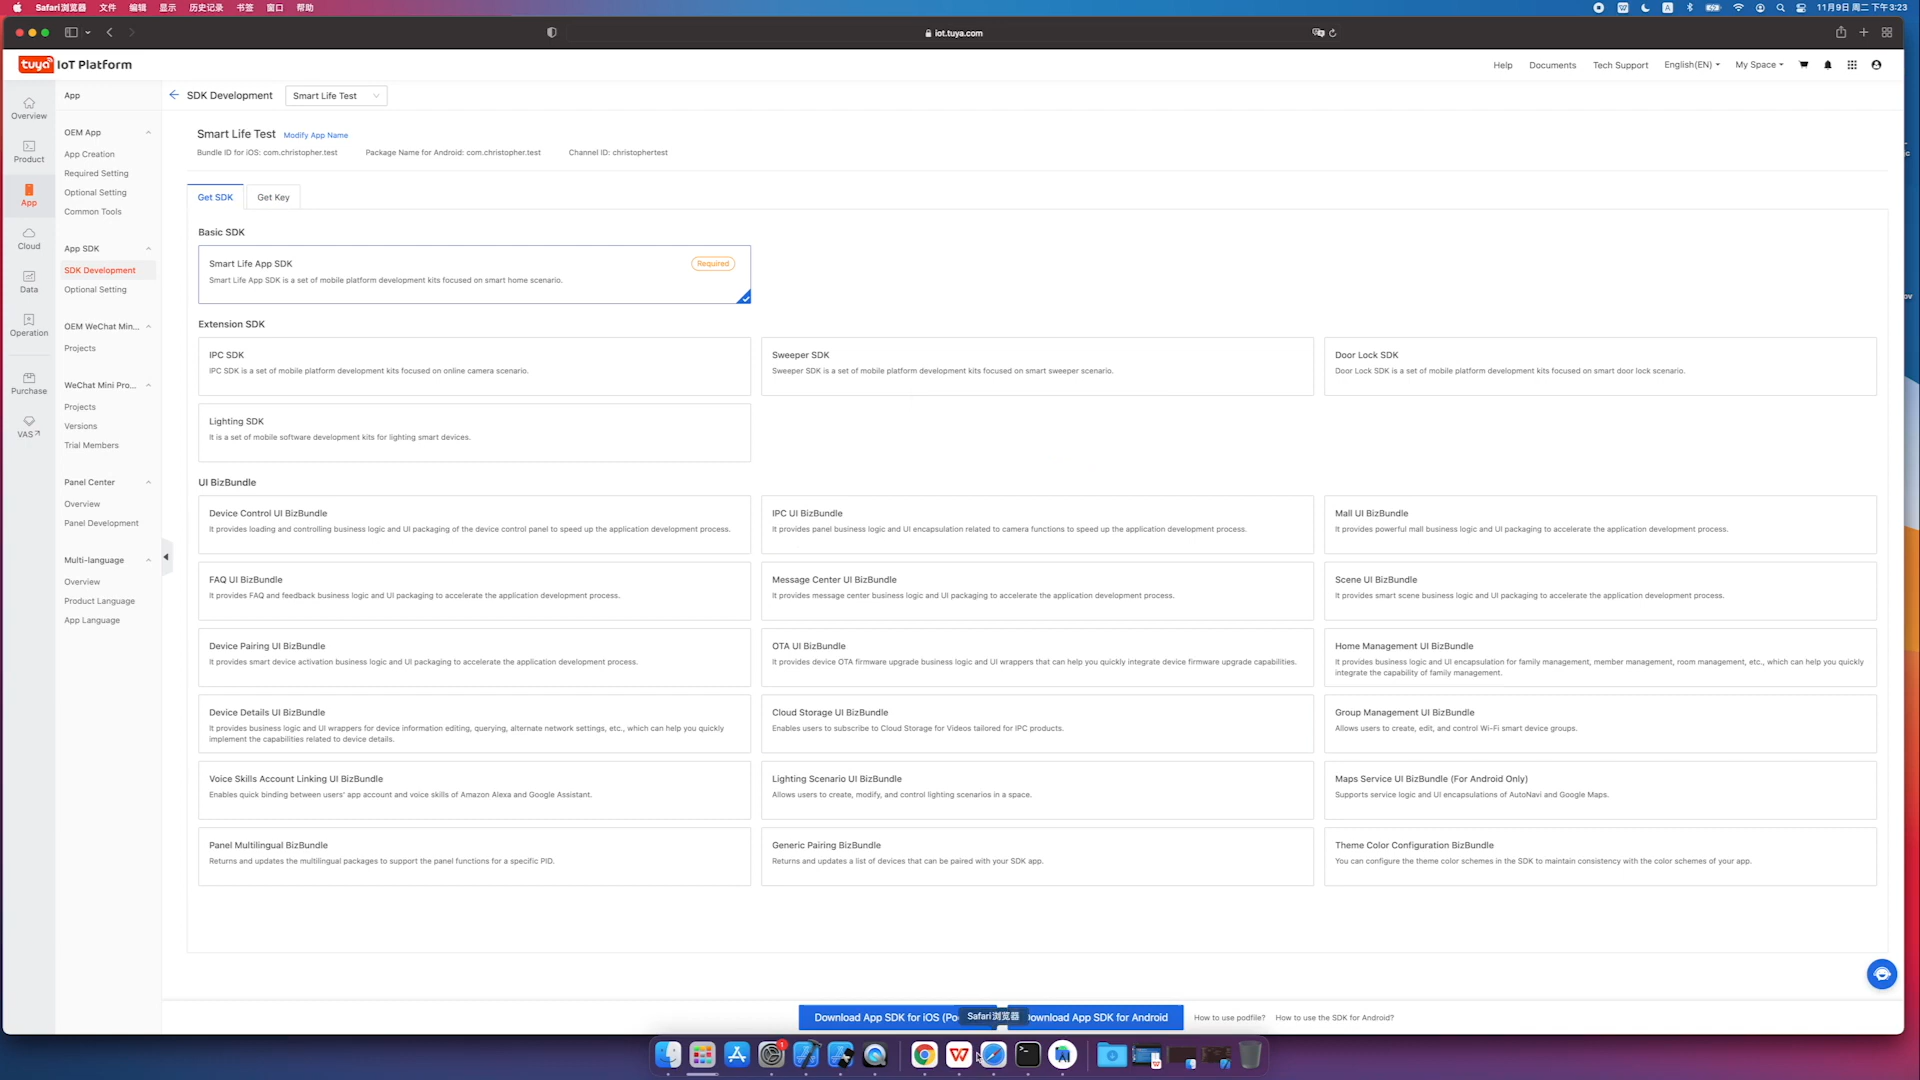 Safari浏览器 文件 编辑 显示 历史记录 书签 窗口 帮助
11月9日 周二 下午3:23
iot.tuya.com
tuya IoT Platform
Help Documents Tech Support English(EN) My Space
Overview
Product
App
Cloud
Data
Operation
Purchase
VAS
App
OEM App
App Creation
Required Setting
Optional Setting
Common Tools
App SDK
SDK Development
Optional Setting
OEM WeChat Min...
Projects
WeChat Mini Pro...
Projects
Versions
Trial Members
Panel Center
Overview
Panel Development
Multi-language
Overview
Product Language
App Language
SDK Development Smart Life Test
Smart Life Test Modify App Name
Bundle ID for iOS: com.christopher.test Package Name for Android: com.christopher.test Channel ID: christophertest
Get SDK Get Key
Basic SDK
Smart Life App SDK Required
Smart Life App SDK is a set of mobile platform development kits focused on smart home scenario.
Extension SDK
IPC SDK
IPC SDK is a set of mobile platform development kits focused on online camera scenario.
Sweeper SDK
Sweeper SDK is a set of mobile platform development kits focused on smart sweeper scenario.
Door Lock SDK
Door Lock SDK is a set of mobile platform development kits focused on smart door lock scenario.
Lighting SDK
It is a set of mobile software development kits for lighting smart devices.
UI BizBundle
Device Control UI BizBundle
It provides loading and controlling business logic and UI packaging of the device control panel to speed up the application development process.
IPC UI BizBundle
It provides panel business logic and UI encapsulation related to camera functions to speed up the application development process.
Mall UI BizBundle
It provides powerful mall business logic and UI packaging to accelerate the application development process.
FAQ UI BizBundle
It provides FAQ and feedback business logic and UI packaging to accelerate the application development process.
Message Center UI BizBundle
It provides message center business logic and UI packaging to accelerate the application development process.
Scene UI BizBundle
It provides smart scene business logic and UI packaging to accelerate the application development process.
Device Pairing UI BizBundle
It provides smart device activation business logic and UI packaging to accelerate the application development process.
OTA UI BizBundle
It provides device OTA firmware upgrade business logic and UI wrappers that can help you quickly integrate device firmware upgrade capabilities.
Home Management UI BizBundle
It provides business logic and UI encapsulation for family management, member management, room management, etc., which can help you quickly
integrate the capability of family management.
Device Details UI BizBundle
It provides business logic and UI wrappers for device information editing, querying, alternate network settings, etc., which can help you quickly
implement the capabilities related to device details.
Cloud Storage UI BizBundle
Enables users to subscribe to Cloud Storage for Videos tailored for IPC products.
Group Management UI BizBundle
Allows users to create, edit, and control Wi-Fi smart device groups.
Voice Skills Account Linking UI BizBundle
Enables quick binding between users' app account and voice skills of Amazon Alexa and Google Assistant.
Lighting Scenario UI BizBundle
Allows users to create, modify, and control lighting scenarios in a space.
Maps Service UI BizBundle (For Android Only)
Supports service logic and UI encapsulations of AutoNavi and Google Maps.
Panel Multilingual BizBundle
Returns and updates the multilingual packages to support the panel functions for a specific PID.
Generic Pairing BizBundle
Returns and updates a list of devices that can be paired with your SDK app.
Theme Color Configuration BizBundle
You can configure the theme color schemes in the SDK to maintain consistency with the color schemes of your app.
Download App SDK for iOS (Po
Safari浏览器
ownload App SDK for Android
How to use podfile? How to use the SDK for Android?